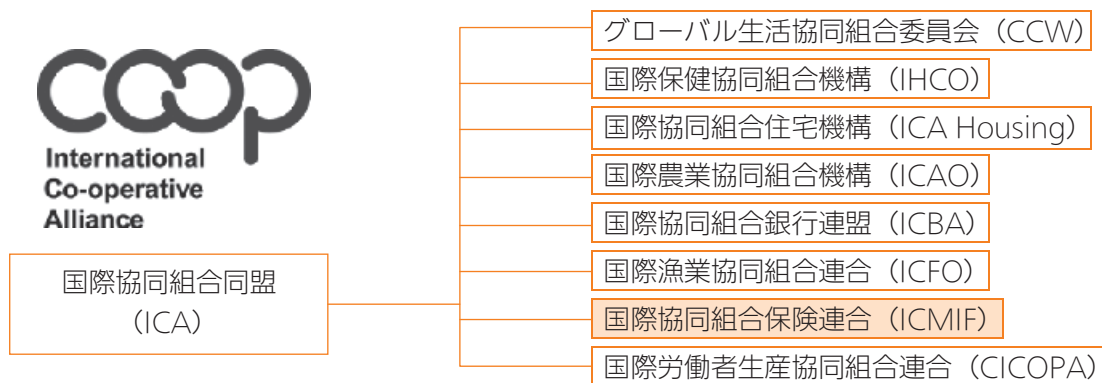 coop
International
Co-operative
Alliance
国際協同組合同盟
（ICA）
グローバル生活協同組合委員会（CCW）
国際保健協同組合機構（IHCO）
国際協同組合住宅機構（ICA Housing）
国際農業協同組合機構（ICAO）
国際協同組合銀行連盟（ICBA）
国際漁業協同組合連合（ICFO）
国際協同組合保険連合（ICMIF）
国際労働者生産協同組合連合（CICOPA）